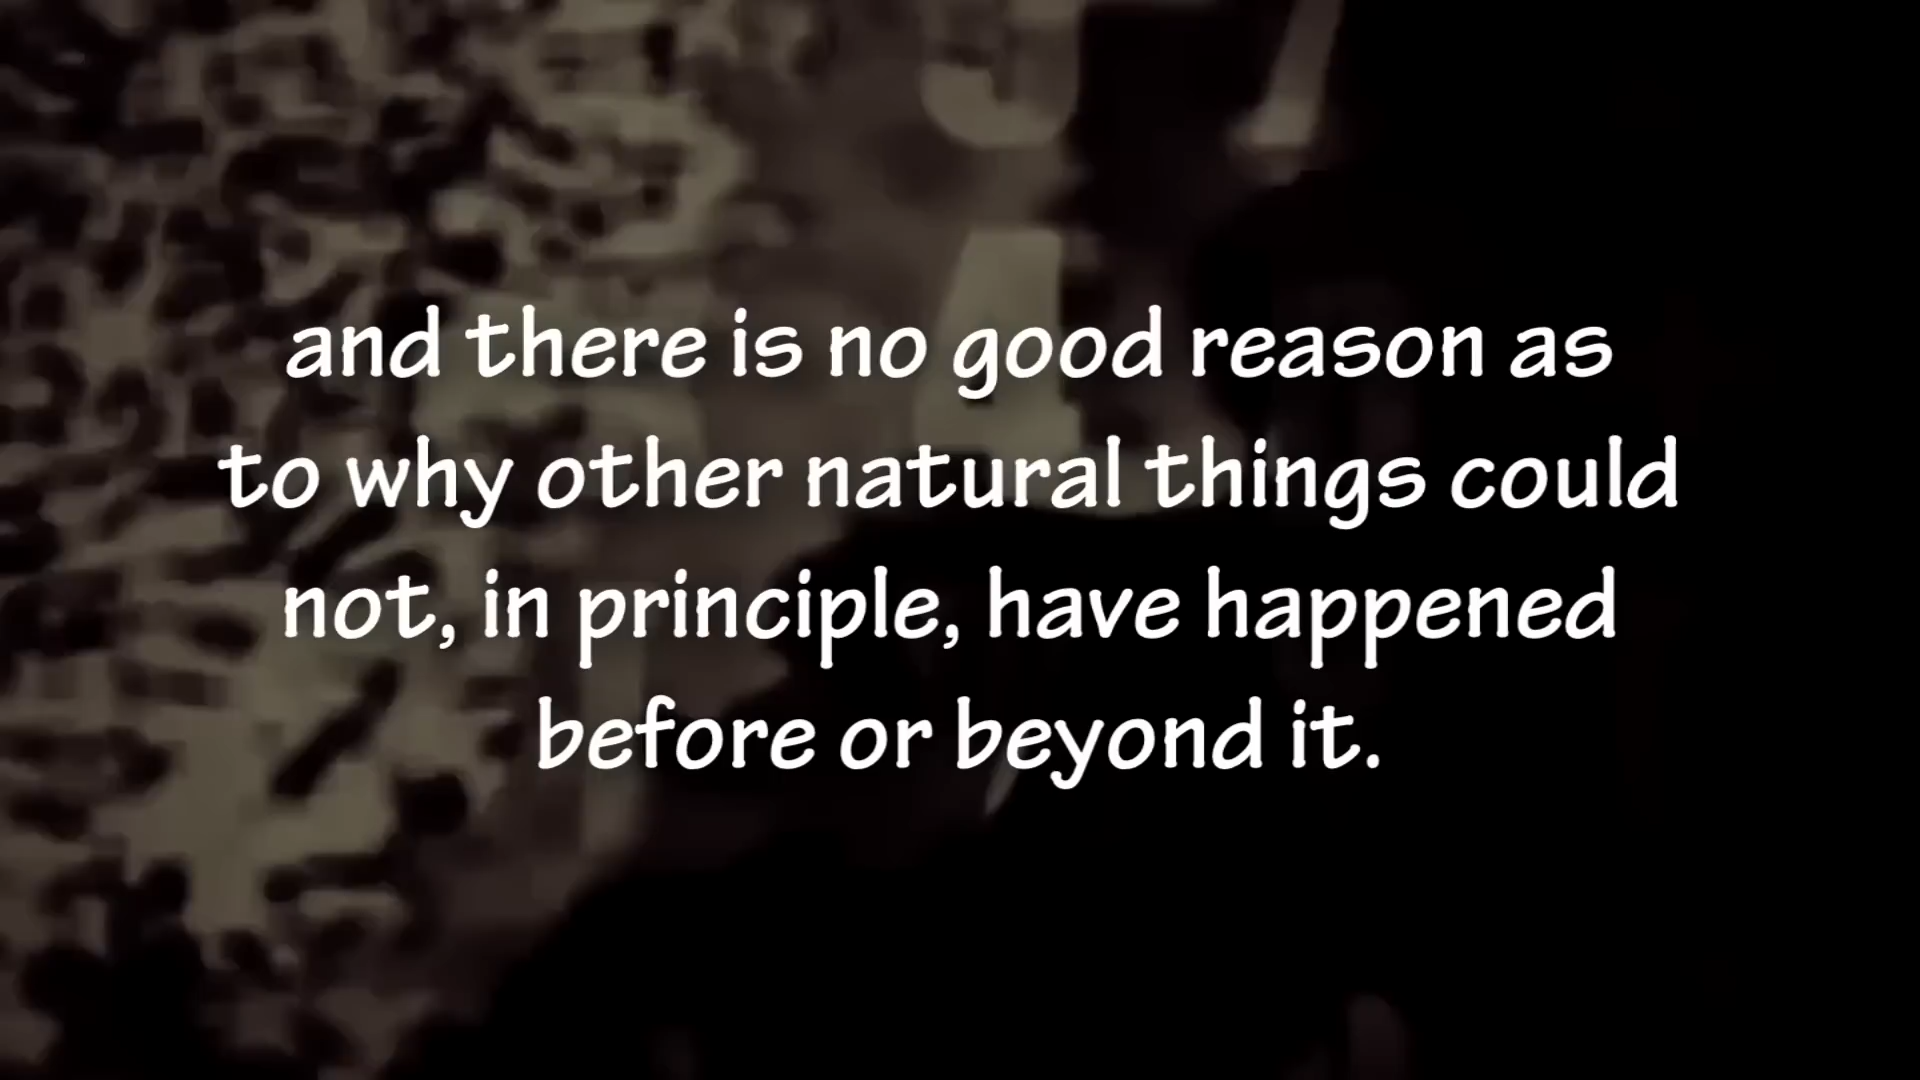 and there is no good reason as
to why other natural things could
not, in principle, have happened
before or beyond it.